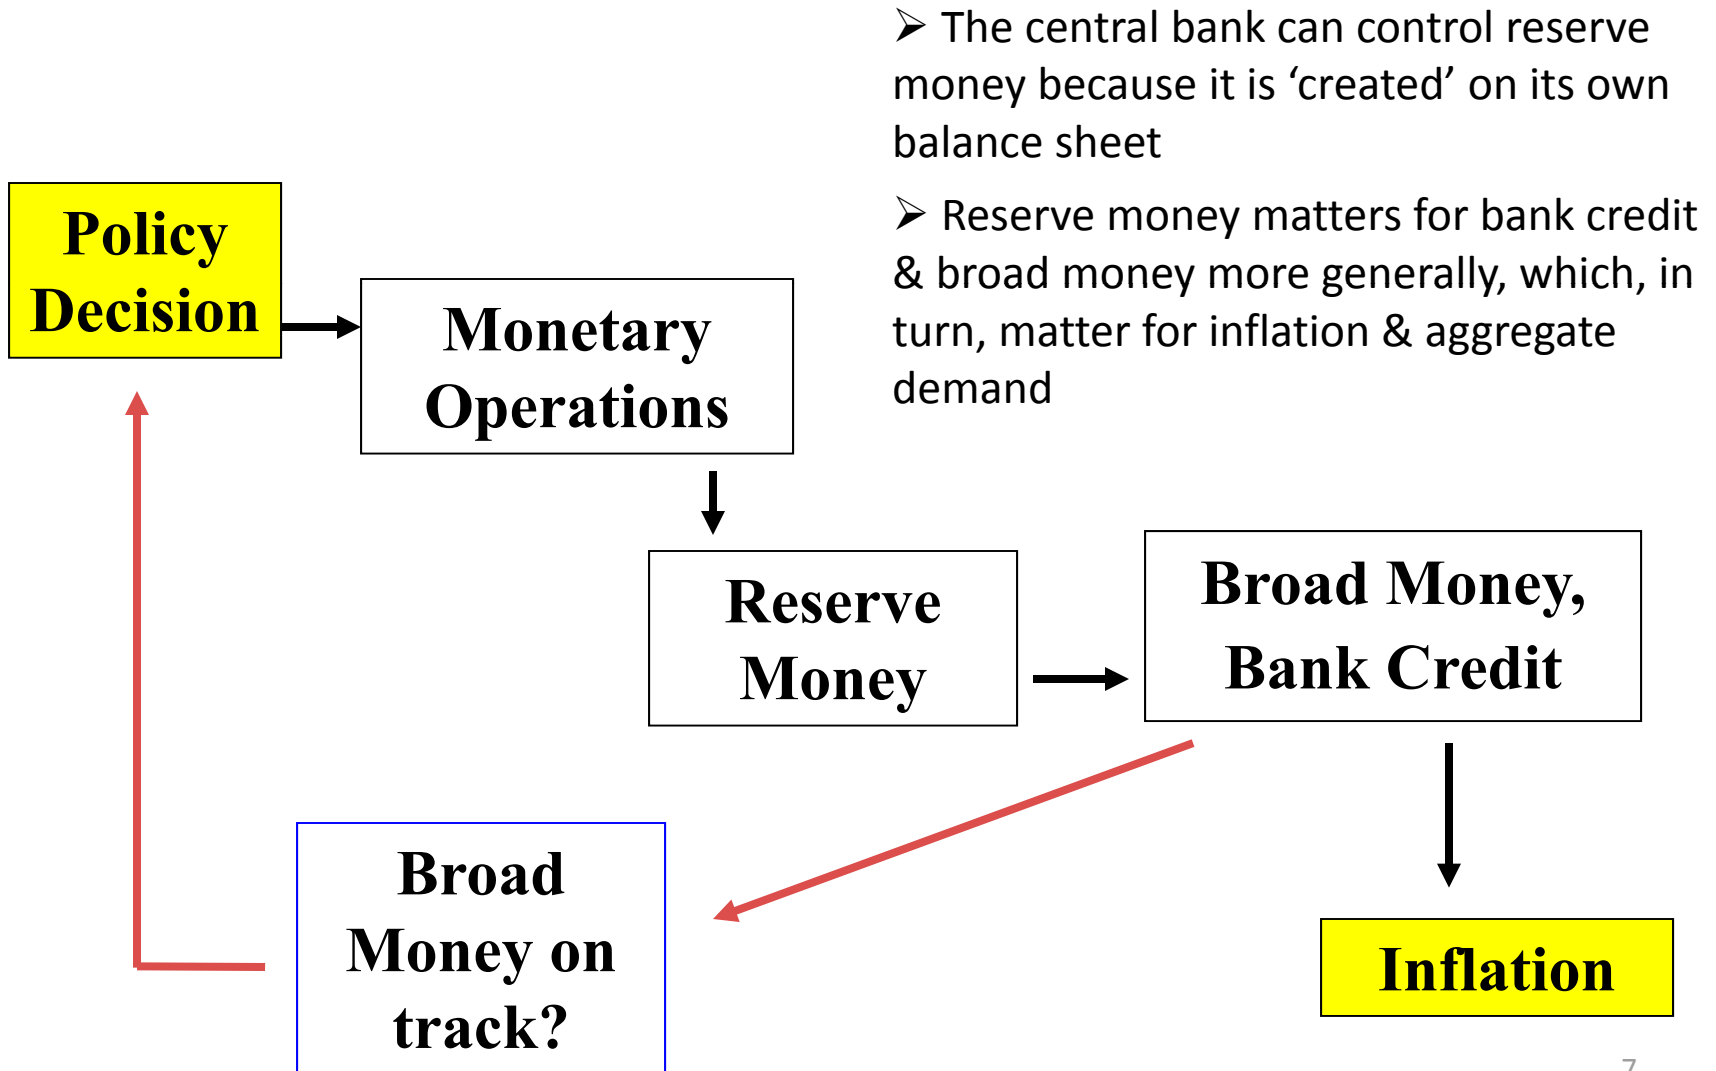 ➢ The central bank can control reserve
money because it is ‘created’ on its own
balance sheet
➢ Reserve money matters for bank credit
& broad money more generally, which, in
turn, matter for inflation & aggregate
demand
Policy
Decision
Monetary
Operations
Reserve
Money
Broad Money,
Bank Credit
Broad
Money on
track?
Inflation
7